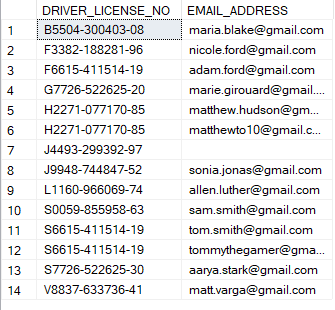 DRIVER_LICENSE_NO EMAIL_ADDRESS
1 B5504-300403-08 maria.blake@gmail.com
2 F3382-188281-96 nicole.ford@gmail.com
3 F6615-411514-19 adam.ford@gmail.com
4 G7726-522625-20 marie.girouard@gmail....
5 H2271-077170-85 matthew.hudson@gm...
6 H2271-077170-85 matthewto10@gmail.c...
7 J4493-299392-97
8 J9948-744847-52 sonia.jonas@gmail.com
9 L1160-966069-74 allen.luther@gmail.com
10 S0059-855958-63 sam.smith@gmail.com
11 S6615-411514-19 tom.smith@gmail.com
12 S6615-411514-19 tommythegamer@gma...
13 S7726-522625-30 aarya.stark@gmail.com
14 V8837-633736-41 matt.varga@gmail.com